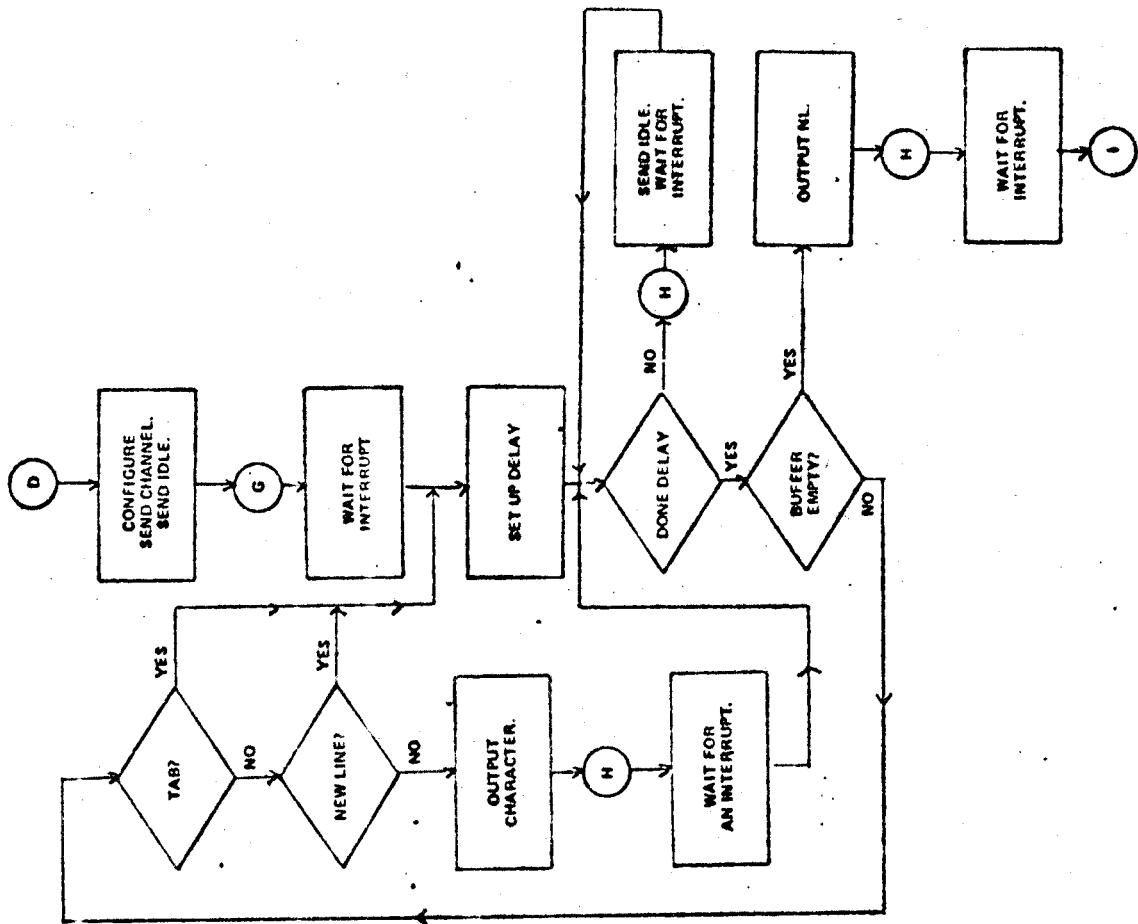 D
CONFIGURE
SEND CHANNEL.
SEND IDLE.
G
WAIT FOR
INTERRUPT
SET UP DELAY
DONE DELAY
NO
H
SEND IDLE.
WAIT FOR
INTERRUPT.
YES
BUFFER
EMPTY?
YES
OUTPUT NL.
H
WAIT FOR
INTERRUPT.
I
NO
TAB?
YES
NO
NEW LINE?
YES
NO
OUTPUT
CHARACTER.
H
WAIT FOR
AN INTERRUPT.